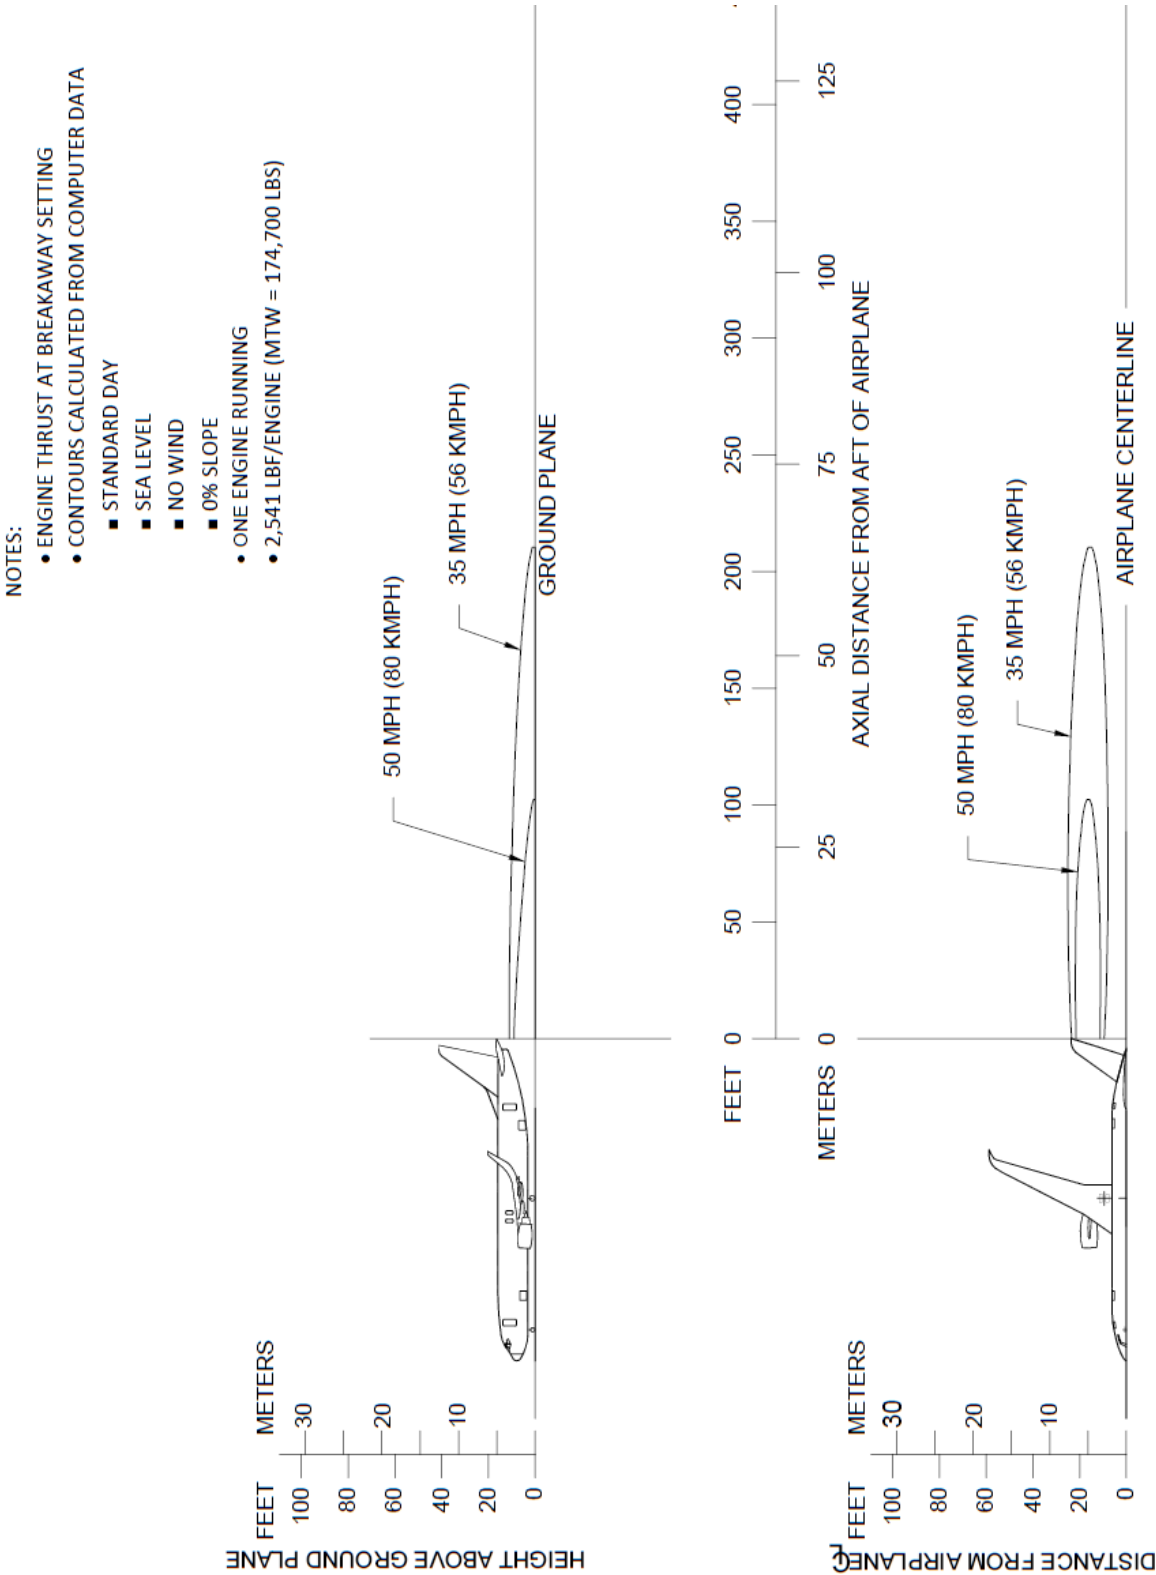 NOTES:
• ENGINE THRUST AT BREAKAWAY SETTING
• CONTOURS CALCULATED FROM COMPUTER DATA
■ STANDARD DAY
■ SEA LEVEL
■ NO WIND
■ 0% SLOPE
• ONE ENGINE RUNNING
• 2,541 LBF/ENGINE (MTW = 174,700 LBS)
HEIGHT ABOVE GROUND PLANE
FEET METERS
100 30
80 20
60
40 10
20
0
50 MPH (80 KMPH)
35 MPH (56 KMPH)
GROUND PLANE
FEET 0 50 100 150 200 250 300 350 400
METERS 0 25 50 75 100 125
AXIAL DISTANCE FROM AFT OF AIRPLANE
DISTANCE FROM AIRPLANE CL
FEET METERS
100 30
80 20
60
40 10
20
0
50 MPH (80 KMPH)
35 MPH (56 KMPH)
AIRPLANE CENTERLINE